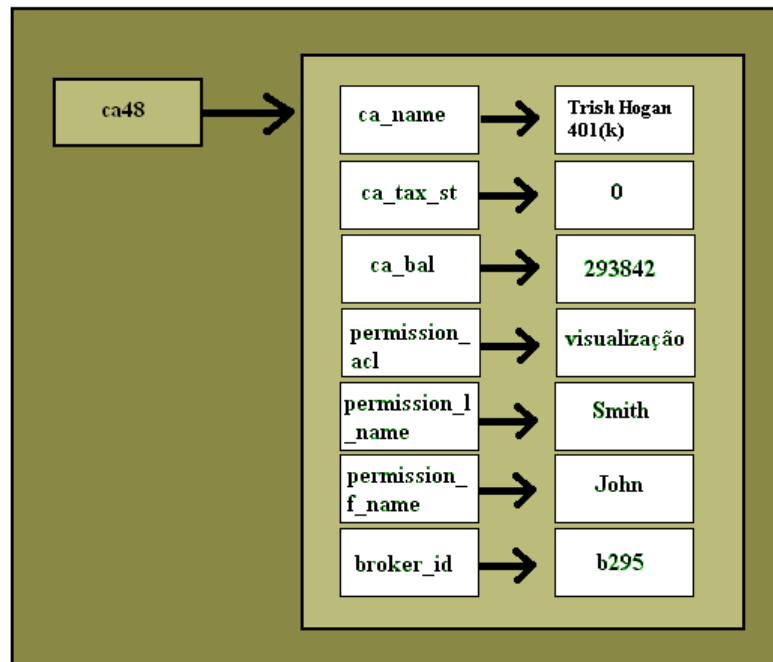 ca48
ca_name
Trish Hogan
401(k)
ca_tax_st
0
ca_bal
293842
permission_
acl
visualização
permission_l
_name
Smith
permission_
f_name
John
broker_id
b295